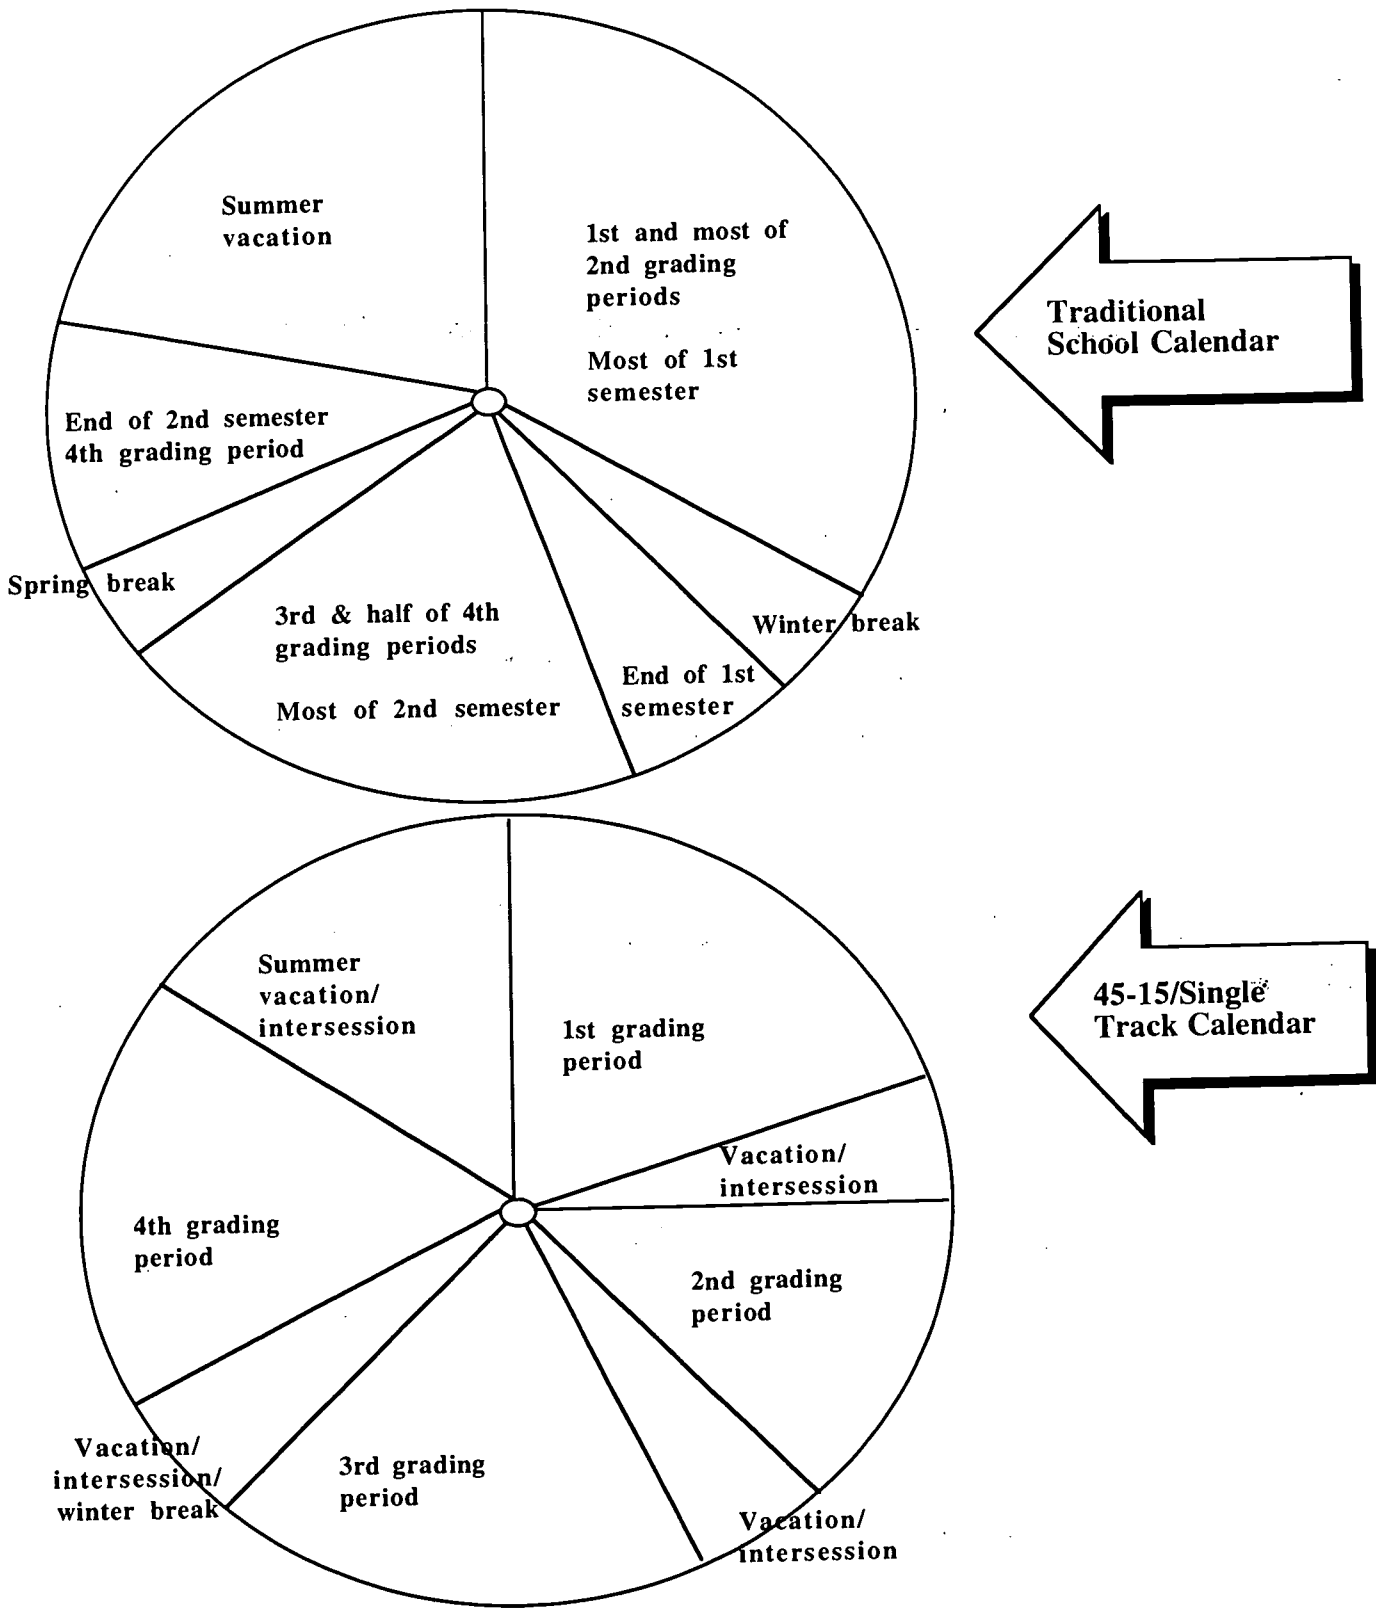 Summer
vacation
1st and most of
2nd grading
periods
Most of 1st
semester
Traditional
School Calendar
End of 2nd semester
4th grading period
Spring break
3rd & half of 4th
grading periods
Most of 2nd semester
Winter break
End of 1st
semester
Summer
vacation/
intersession
1st grading
period
45-15/Single
Track Calendar
Vacation/
intersession
4th grading
period
2nd grading
period
Vacation/
intersession/
winter break
3rd grading
period
Vacation/
intersession